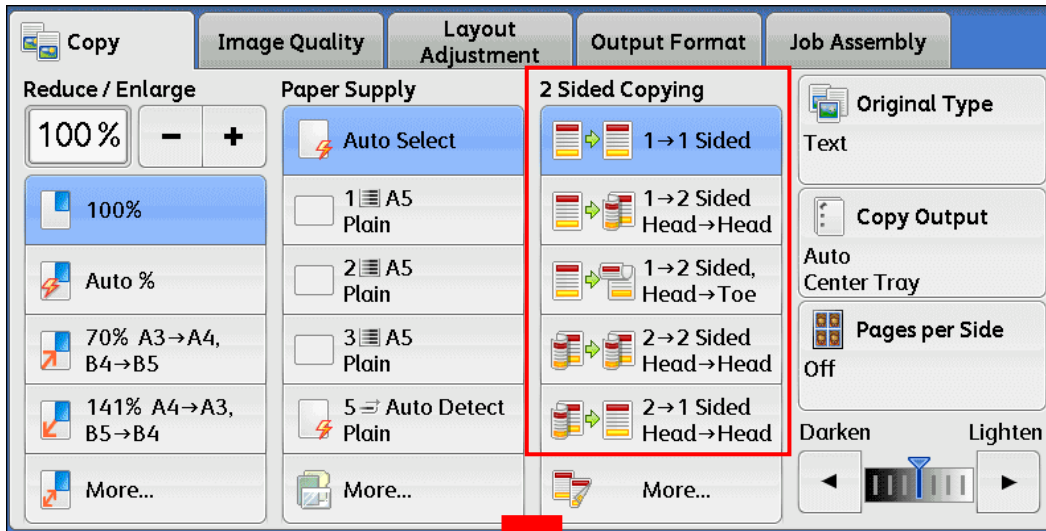 Copy
Image Quality
Layout
Adjustment
Output Format
Job Assembly
Reduce / Enlarge
100%
-
+
100%
Auto %
70% A3→A4,
B4→B5
141% A4→A3,
B5→B4
More...
Paper Supply
Auto Select
1 A5
Plain
2 A5
Plain
3 A5
Plain
5 Auto Detect
Plain
More...
2 Sided Copying
1→1 Sided
1→2 Sided
Head→Head
1→2 Sided,
Head→Toe
2→2 Sided
Head→Head
2→1 Sided
Head→Head
More...
Original Type
Text
Copy Output
Auto
Center Tray
Pages per Side
Off
Darken Lighten